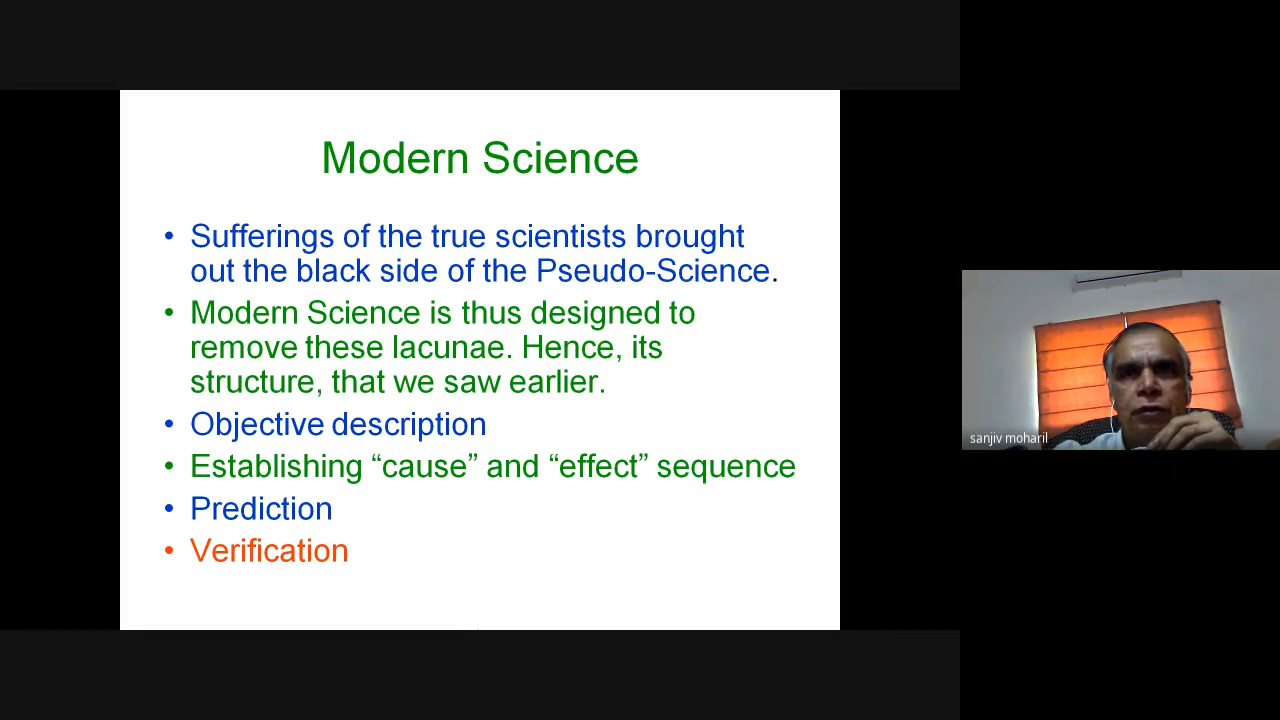 Modern Science
• Sufferings of the true scientists brought
out the black side of the Pseudo-Science.
• Modern Science is thus designed to
remove these lacunae. Hence, its
structure, that we saw earlier.
• Objective description
• Establishing “cause” and “effect” sequence
• Prediction
• Verification
sanjiv moharil